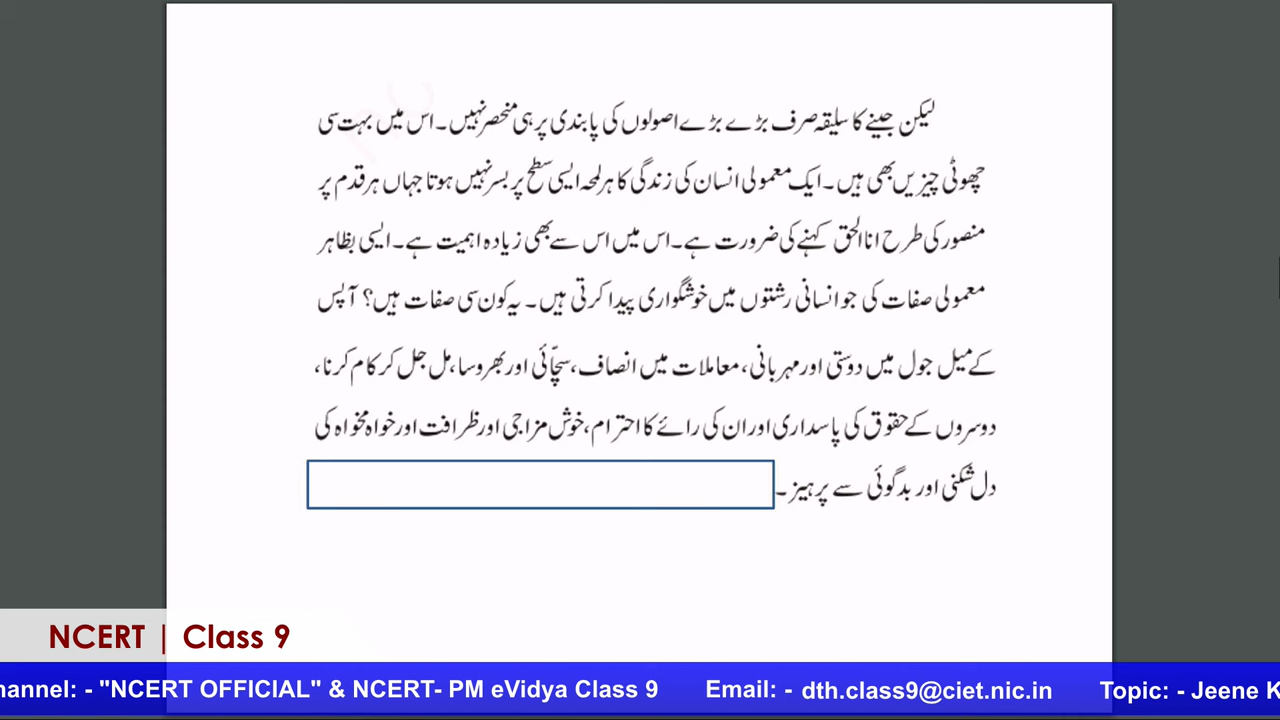 لیکن جینے کا سلیقہ صرف بڑے بڑے اصولوں کی پابندی پر ہی منحصر نہیں۔ اس میں بہت سی
چھوٹی چیزیں بھی ہیں۔ ایک معمولی انسان کی زندگی کا ہر لمحہ ایسی سطح پر بسر نہیں ہوتا جہاں ہر قدم پر
منصور کی طرح انا الحق کہنے کی ضرورت ہے۔ اس میں اس سے بھی زیادہ اہمیت ہے۔ ایسی بظاہر
معمولی صفات کی جو انسانی رشتوں میں خوشگواری پیدا کرتی ہیں۔ یہ کون سی صفات ہیں؟ آپس
کے میل جول میں دوستی اور مہربانی، معاملات میں انصاف، سچّائی اور بھروسا، مل جل کر کام کرنا،
دوسروں کے حقوق کی پاسداری اور ان کی رائے کا احترام، خوش مزاجی اور ظرافت اور خواہ مخواہ کی
دل شکنی اور بدگوئی سے پرہیز۔
NCERT | Class 9
hannel: - "NCERT OFFICIAL" & NCERT- PM eVidya Class 9 Email: - dth.class9@ciet.nic.in Topic: - Jeene K